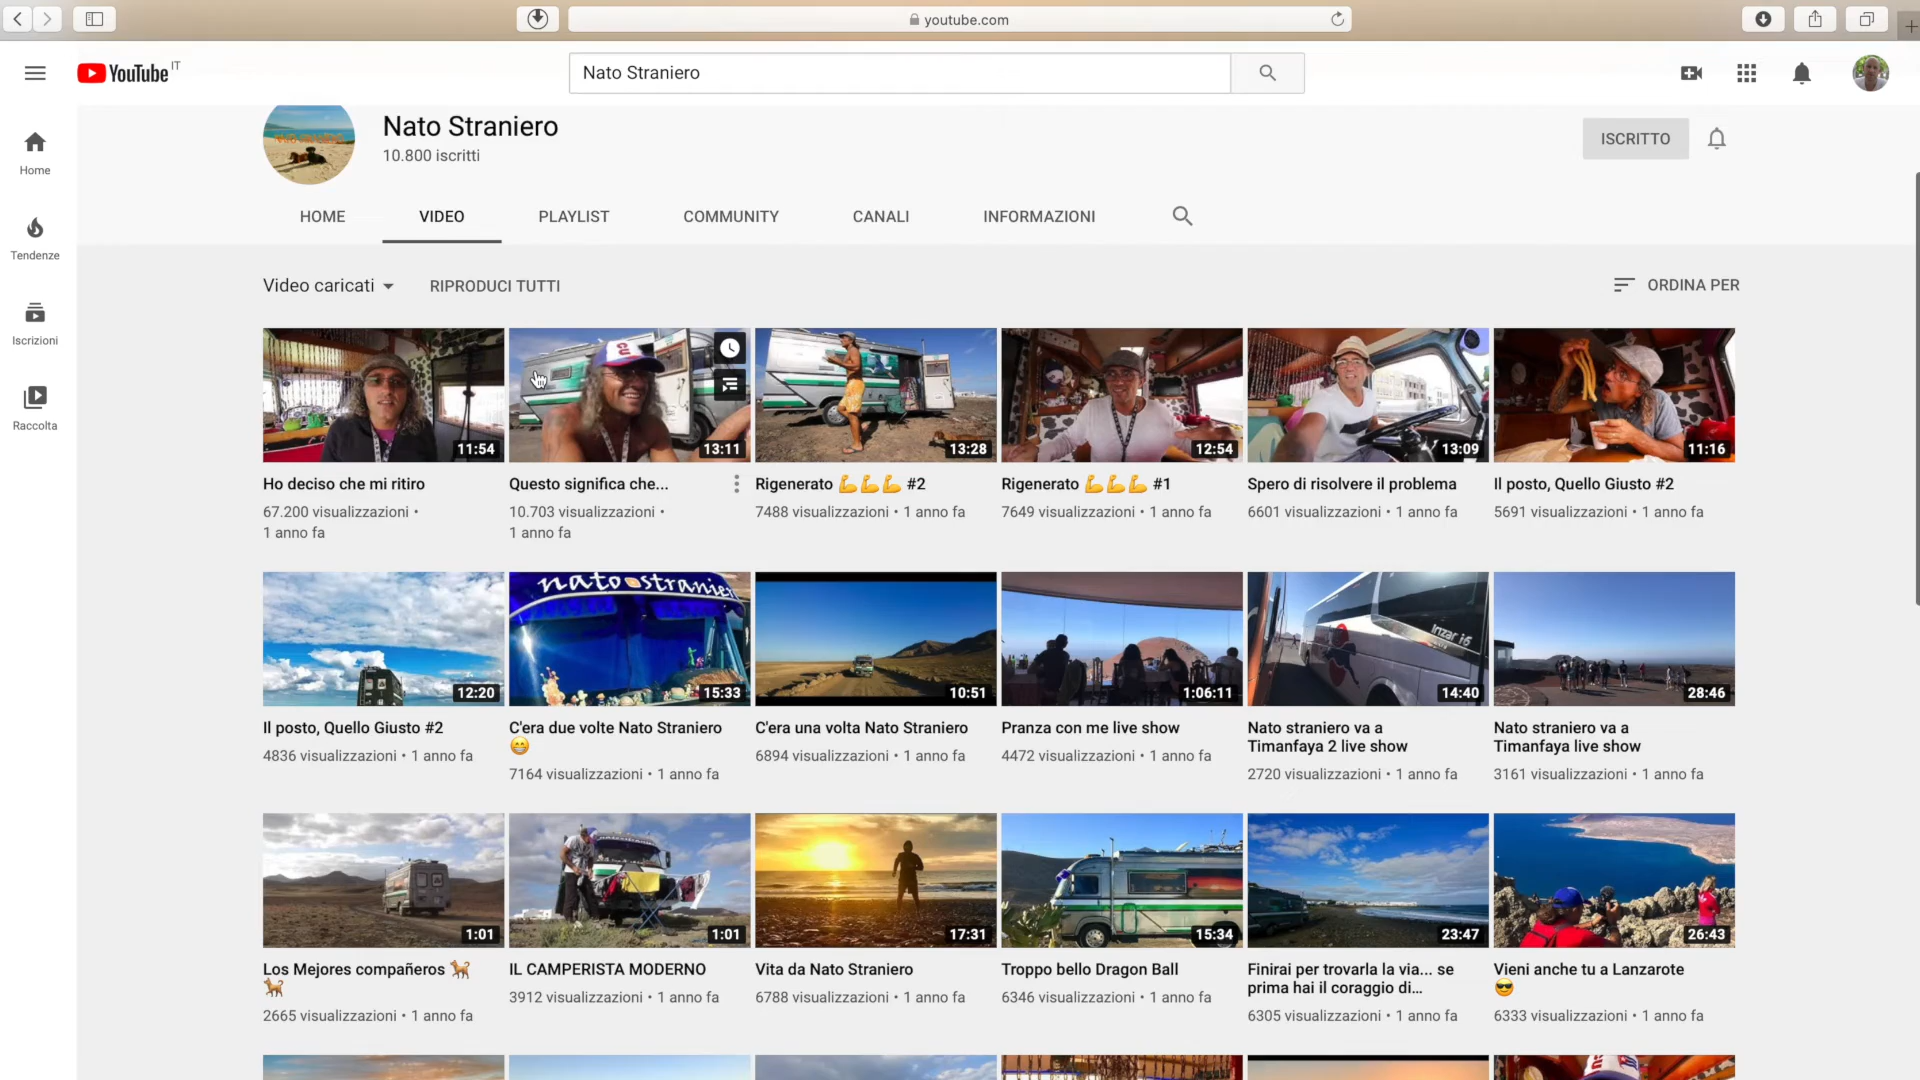 youtube.com
YouTube IT
Nato Straniero
Home
Tendenze
Iscrizioni
Raccolta
Nato Straniero
10.800 iscritti
ISCRITTO
HOME VIDEO PLAYLIST COMMUNITY CANALI INFORMAZIONI
Video caricati RIPRODUCI TUTTI ORDINA PER
11:54 13:11 13:28 12:54 13:09 11:16
Ho deciso che mi ritiro
67.200 visualizzazioni •
1 anno fa
Questo significa che...
10.703 visualizzazioni •
1 anno fa
Rigenerato 💪💪💪 #2
7488 visualizzazioni • 1 anno fa
Rigenerato 💪💪💪 #1
7649 visualizzazioni • 1 anno fa
Spero di risolvere il problema
6601 visualizzazioni • 1 anno fa
Il posto, Quello Giusto #2
5691 visualizzazioni • 1 anno fa
nato straniero
Irizar i6
12:20 15:33 10:51 1:06:11 14:40 28:46
Il posto, Quello Giusto #2
4836 visualizzazioni • 1 anno fa
C'era due volte Nato Straniero
😁
7164 visualizzazioni • 1 anno fa
C'era una volta Nato Straniero
6894 visualizzazioni • 1 anno fa
Pranza con me live show
4472 visualizzazioni • 1 anno fa
Nato straniero va a
Timanfaya 2 live show
2720 visualizzazioni • 1 anno fa
Nato straniero va a
Timanfaya live show
3161 visualizzazioni • 1 anno fa
1:01 1:01 17:31 15:34 23:47 26:43
Los Mejores compañeros 🐕
🐕
2665 visualizzazioni • 1 anno fa
IL CAMPERISTA MODERNO
3912 visualizzazioni • 1 anno fa
Vita da Nato Straniero
6788 visualizzazioni • 1 anno fa
Troppo bello Dragon Ball
6346 visualizzazioni • 1 anno fa
Finirai per trovarla la via... se
prima hai il coraggio di...
6305 visualizzazioni • 1 anno fa
Vieni anche tu a Lanzarote
😎
6333 visualizzazioni • 1 anno fa